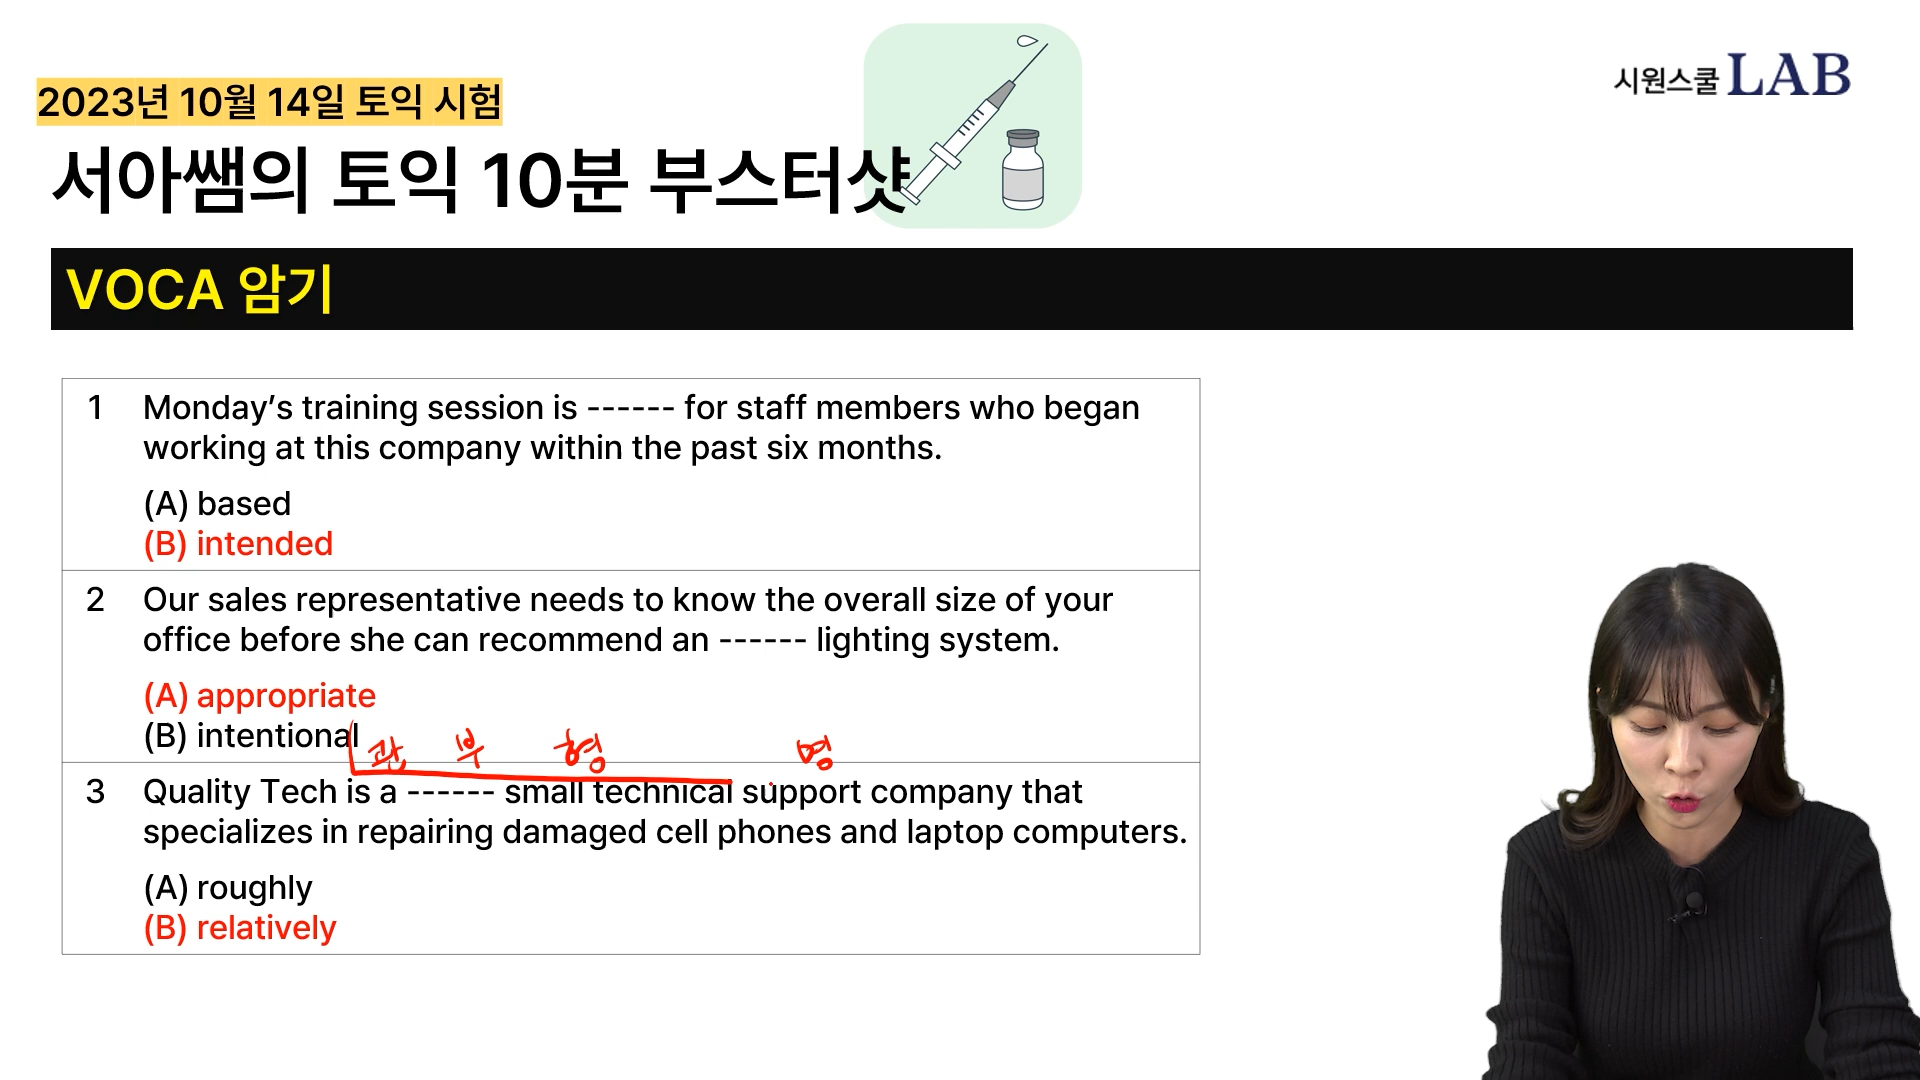 2023년 10월 14일 토익 시험
시원스쿨 LAB
서아쌤의 토익 10분 부스터샷
VOCA 암기
1 Monday’s training session is ------ for staff members who began
working at this company within the past six months.
(A) based
(B) intended
2 Our sales representative needs to know the overall size of your
office before she can recommend an ------ lighting system.
(A) appropriate
(B) intentional
관 부 형 명
3 Quality Tech is a ------ small technical support company that
specializes in repairing damaged cell phones and laptop computers.
(A) roughly
(B) relatively